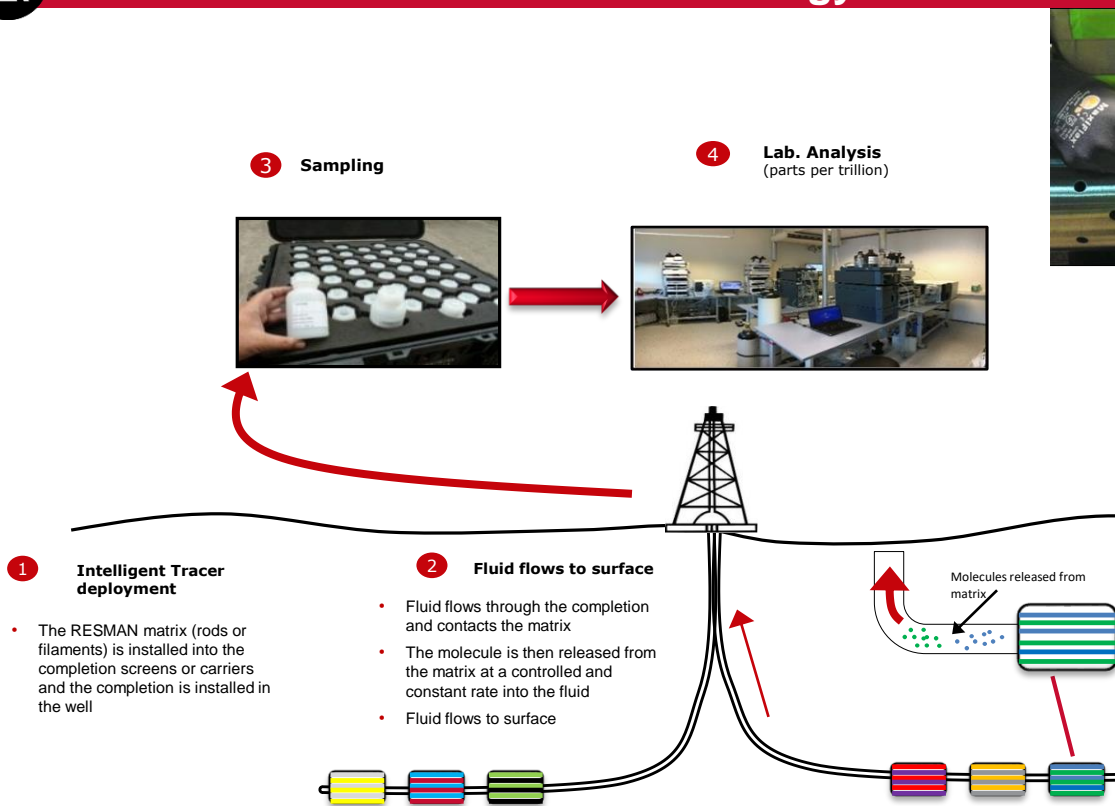 3
Sampling
4
Lab. Analysis
(parts per trillion)
MaxiFlex
1
Intelligent Tracer
deployment
• The RESMAN matrix (rods or
filaments) is installed into the
completion screens or carriers
and the completion is installed in
the well
2
Fluid flows to surface
• Fluid flows through the completion
and contacts the matrix
• The molecule is then released from
the matrix at a controlled and
constant rate into the fluid
• Fluid flows to surface
Molecules released from
matrix